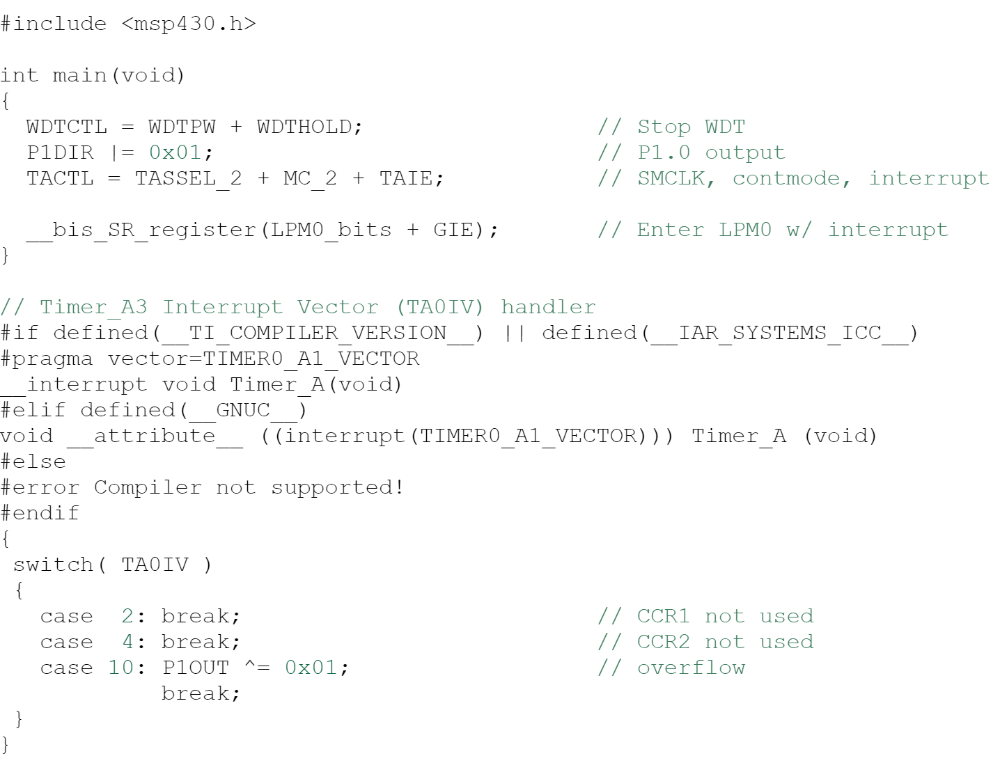 #include <msp430.h>

int main(void)
{
  WDTCTL = WDTPW + WDTHOLD;                 // Stop WDT
  P1DIR |= 0x01;                            // P1.0 output
  TACTL = TASSEL_2 + MC_2 + TAIE;           // SMCLK, contmode, interrupt

  __bis_SR_register(LPM0_bits + GIE);       // Enter LPM0 w/ interrupt
}

// Timer_A3 Interrupt Vector (TA0IV) handler
#if defined(__TI_COMPILER_VERSION__) || defined(__IAR_SYSTEMS_ICC__)
#pragma vector=TIMER0_A1_VECTOR
__interrupt void Timer_A(void)
#elif defined(__GNUC__)
void __attribute__ ((interrupt(TIMER0_A1_VECTOR))) Timer_A (void)
#else
#error Compiler not supported!
#endif
{
 switch( TA0IV )
 {
   case  2: break;                          // CCR1 not used
   case  4: break;                          // CCR2 not used
   case 10: P1OUT ^= 0x01;                  // overflow
            break;
 }
}